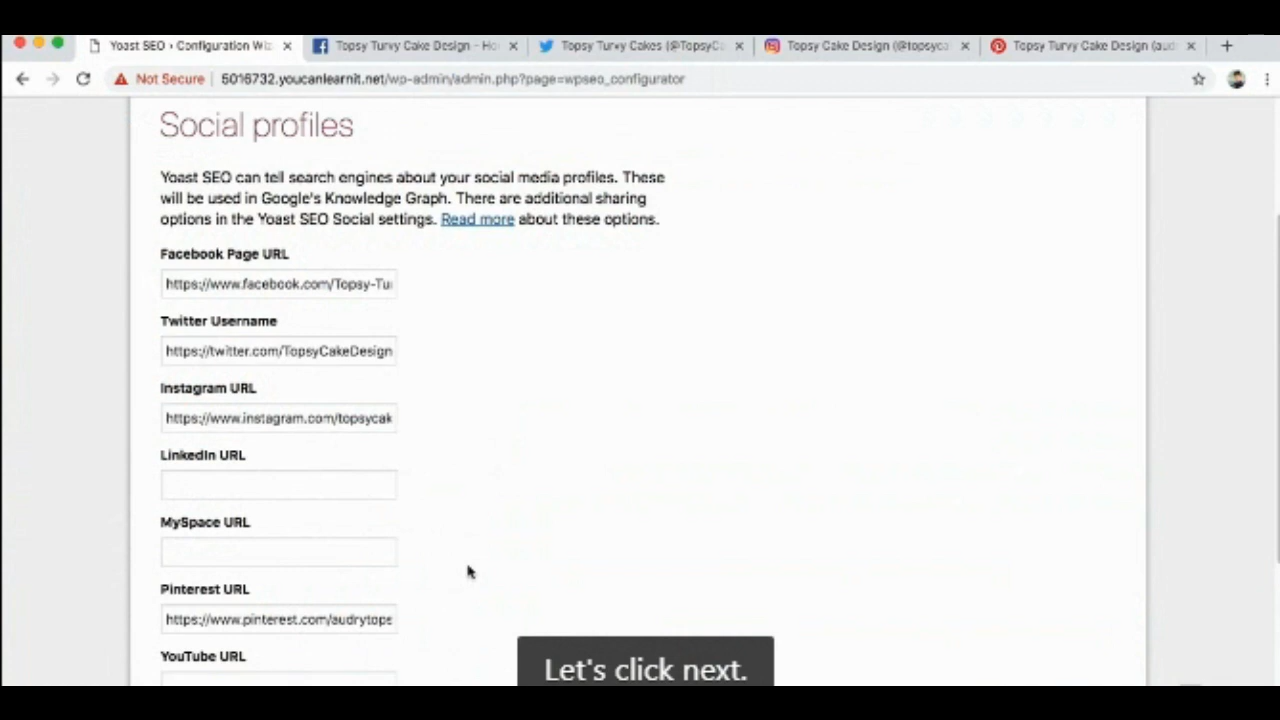 Yoast SEO › Configuration Wiz
Topsy Turvy Cake Design - Ho
Topsy Turvy Cakes (@TopsyC
Topsy Cake Design (@topsyca
Topsy Turvy Cake Design (aud
Not Secure | 5016732.youcanlearnit.net/wp-admin/admin.php?page=wpseo_configurator
Social profiles
Yoast SEO can tell search engines about your social media profiles. These
will be used in Google's Knowledge Graph. There are additional sharing
options in the Yoast SEO Social settings. Read more about these options.
Facebook Page URL
https://www.facebook.com/Topsy-Tu
Twitter Username
https://twitter.com/TopsyCakeDesign
Instagram URL
https://www.instagram.com/topsycak
LinkedIn URL
MySpace URL
Pinterest URL
https://www.pinterest.com/audrytops
YouTube URL
Let's click next.